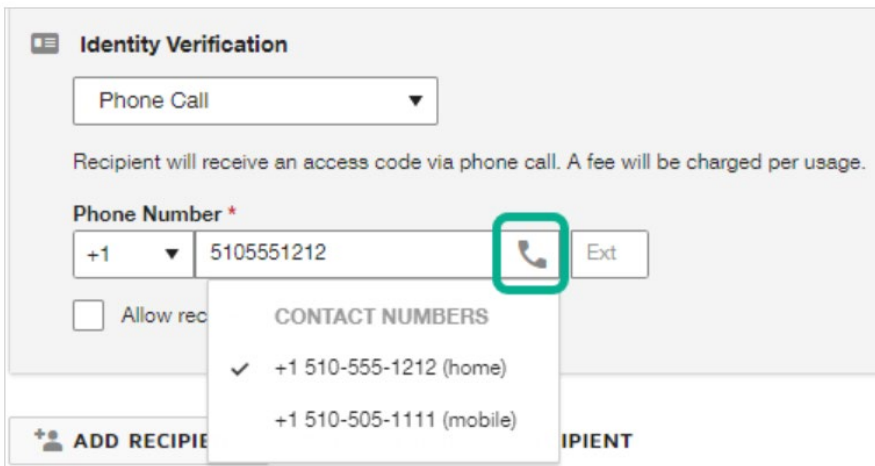 Identity Verification
Phone Call
Recipient will receive an access code via phone call. A fee will be charged per usage.
Phone Number *
+1 5105551212 Ext
Allow rec
CONTACT NUMBERS
+1 510-555-1212 (home)
+1 510-505-1111 (mobile)
ADD RECIPIE IPIENT